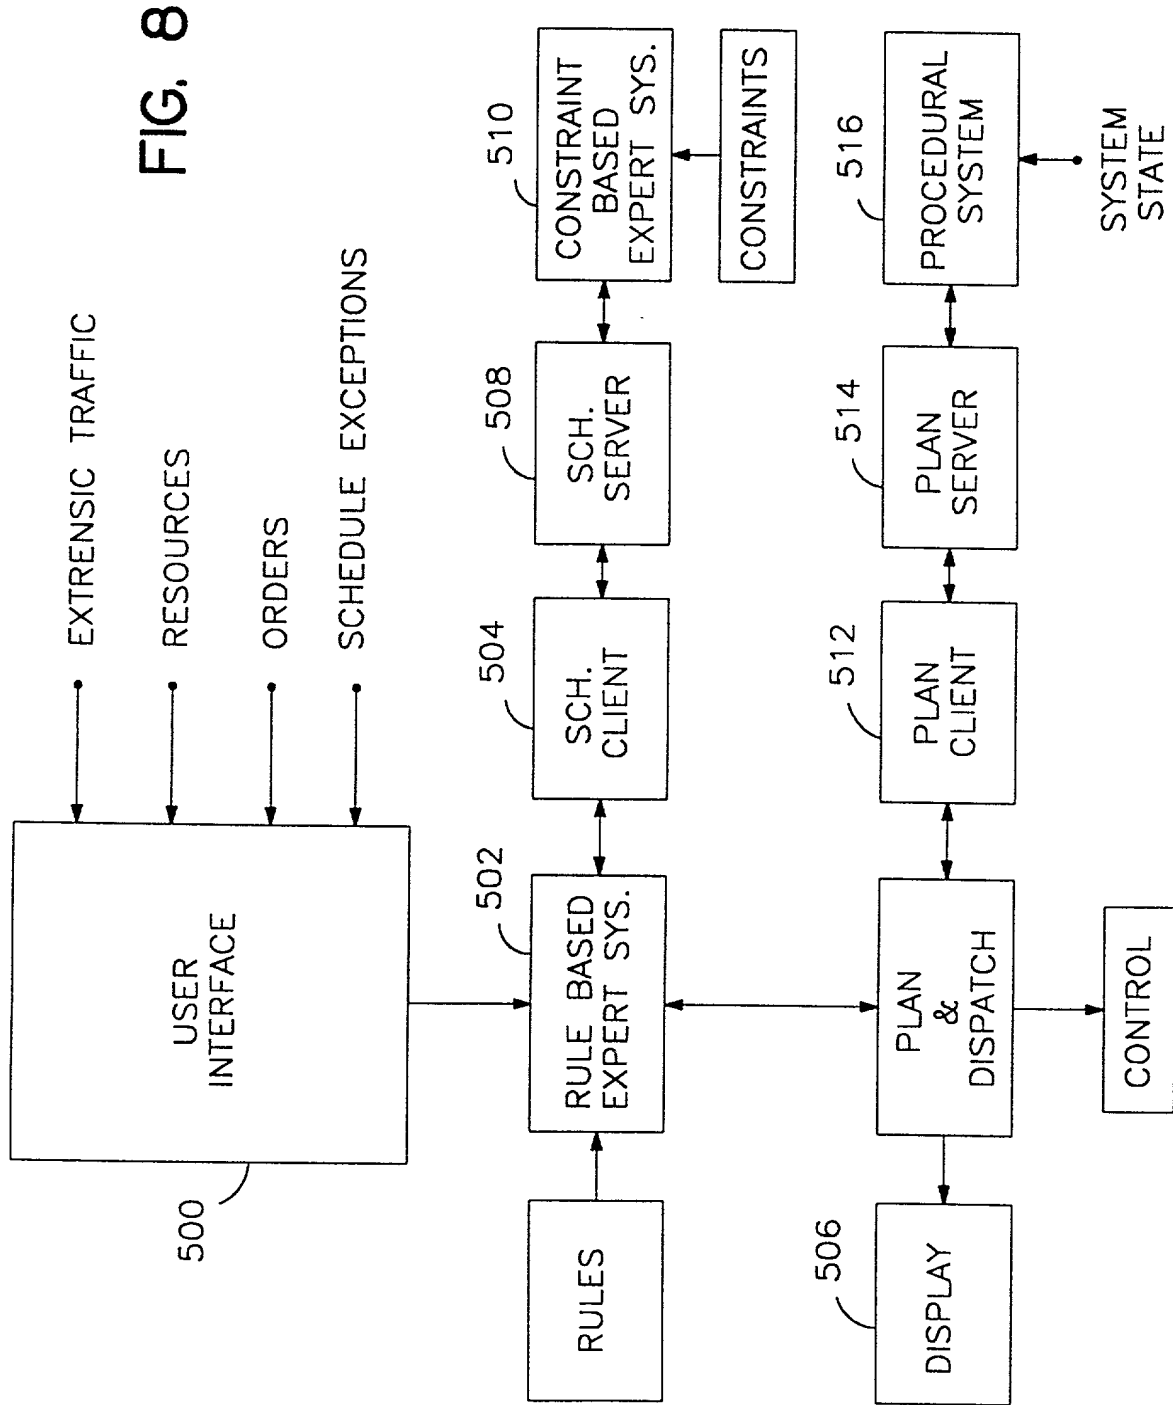 FIG. 8
EXTRENSIC TRAFFIC
RESOURCES
ORDERS
SCHEDULE EXCEPTIONS
USER
INTERFACE
500
RULES
502
RULE BASED
EXPERT SYS.
504
SCH.
CLIENT
508
SCH.
SERVER
510
CONSTRAINT
BASED
EXPERT SYS.
CONSTRAINTS
506
DISPLAY
PLAN
&
DISPATCH
512
PLAN
CLIENT
514
PLAN
SERVER
516
PROCEDURAL
SYSTEM
CONTROL
SYSTEM
STATE